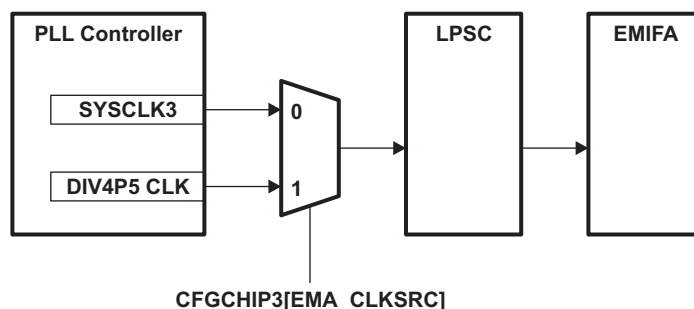 PLL Controller
LPSC
EMIFA
SYSCLK3
0
DIV4P5 CLK
1
CFGCHIP3[EMA_CLKSRC]